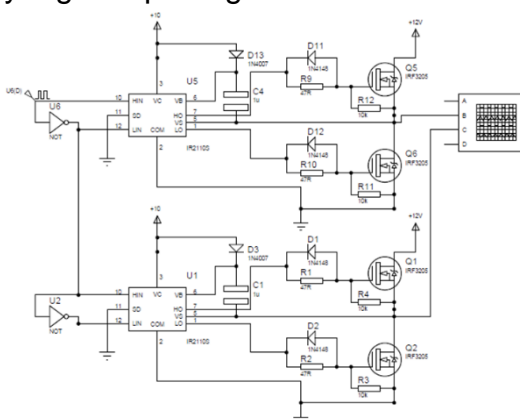 +10
+12V
D13
1N4007
D11
1N4148
Q5
IRF3205
U6(D)
U6
NOT
U5
3
10 HIN VC VB 6
11 SD HO 7
VS 5
12 LIN COM LO 1
2
IR2110S
C4
1u
R9
47R
R12
10k
A
B
C
D
D12
1N4148
Q6
IRF3205
R10
47R
R11
10k
+10
+12V
D3
1N4007
D1
1N4148
Q1
IRF3205
U2
NOT
U1
3
10 HIN VC VB 6
11 SD HO 7
VS 5
12 LIN COM LO 1
2
IR2110S
C1
1u
R1
47R
R4
10k
D2
1N4148
Q2
IRF3205
R2
47R
R3
10k